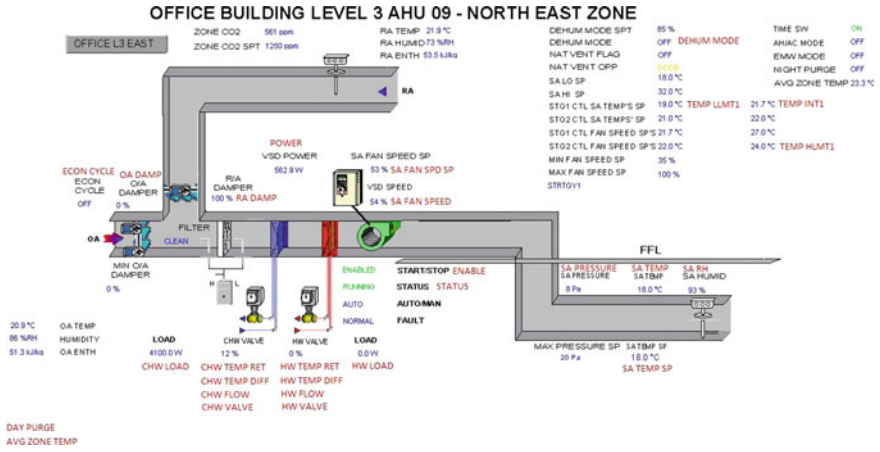 OFFICE BUILDING LEVEL 3 AHU 09 - NORTH EAST ZONE
OFFICE L3 EAST
ZONE CO2 561 ppm
ZONE CO2 SPT 1250 ppm
RA TEMP 21.9 °C
RA HUMID 73 %RH
RA ENTH 53.5 kJ/kg
DEHUM MODE SPT 85 %
DEHUM MODE OFF DEHUM MODE
NAT VENT FLAG OFF
NAT VENT OPP GOOD
SA LO SP 18.0 °C
SA HI SP 32.0 °C
STG1 CTL SA TEMP'S SP 19.0 °C TEMP LLMT1 21.7 °C TEMP INT1
STG2 CTL SA TEMPS' SP 21.0 °C 22.0 °C
STG1 CTL FAN SPEED SP'S 21.7 °C 27.0 °C
STG2 CTL FAN SPEED SP'S 22.0 °C 24.0 °C TEMP HLMT1
MIN FAN SPEED SP 35 %
MAX FAN SPEED SP 100 %
STRTGY1
TIME SW ON
AH/AC MODE OFF
EMW MODE OFF
NIGHT PURGE OFF
AVG ZONE TEMP 23.3 °C
RA
POWER
VSD POWER
562.9 W
SA FAN SPEED SP
53 % SA FAN SPD SP
VSD SPEED
54 % SA FAN SPEED
ECON CYCLE
ECON CYCLE
OFF
OA DAMP
O/A DAMPER
0 %
R/A DAMPER
100 % RA DAMP
OA
FILTER
CLEAN
MIN O/A DAMPER
0 %
H L
FFL
ENABLED START/STOP ENABLE
RUNNING STATUS STATUS
AUTO AUTO/MAN
NORMAL FAULT
SA PRESSURE SA TEMP SA RH
SA PRESSURE SA TEMP SA HUMID
8 Pa 18.0 °C 93 %
MAX PRESSURE SP SA TEMP SP
20 Pa 18.0 °C
SA TEMP SP
20.9 °C OA TEMP
86 %RH HUMIDITY
51.3 kJ/kg OA ENTH
LOAD CHW VALVE HW VALVE LOAD
4100.0 W 12 % 0 % 0.0 W
CHW LOAD CHW TEMP RET HW TEMP RET HW LOAD
CHW TEMP DIFF HW TEMP DIFF
CHW FLOW HW FLOW
CHW VALVE HW VALVE
DAY PURGE
AVG ZONE TEMP